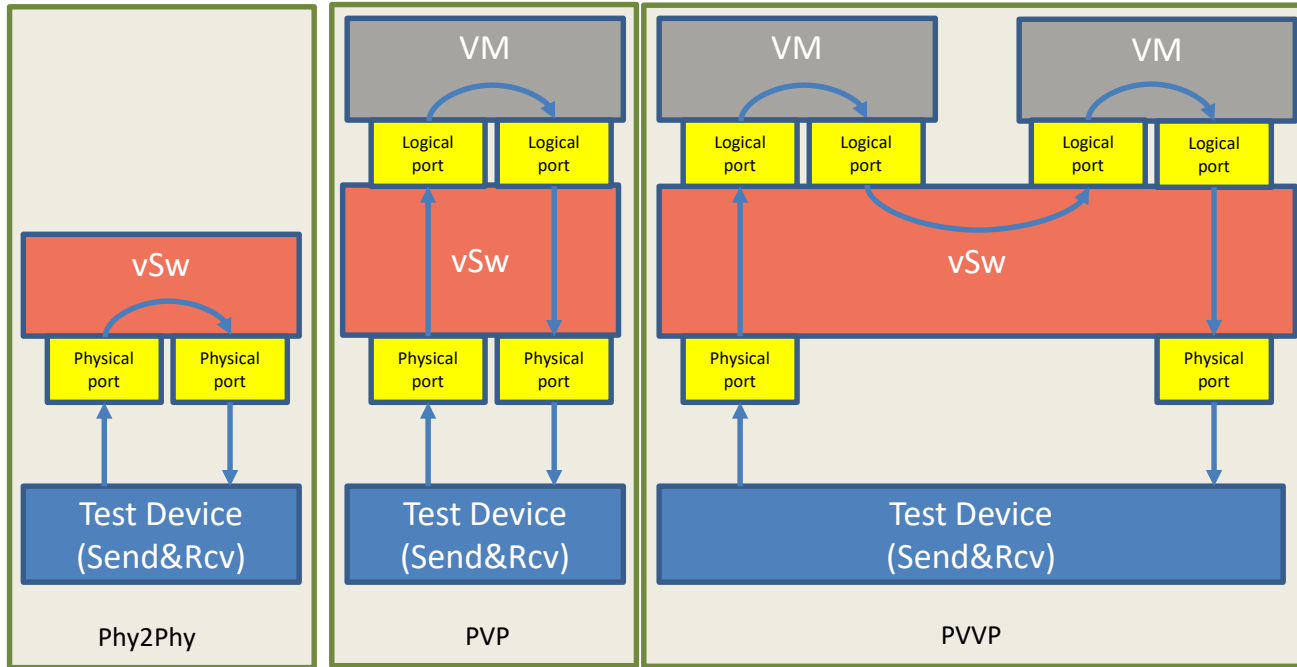 vSw
Physical
port
Physical
port
Test Device
(Send&Rcv)
Phy2Phy
VM
Logical
port
Logical
port
vSw
Physical
port
Physical
port
Test Device
(Send&Rcv)
PVP
VM
VM
Logical
port
Logical
port
Logical
port
Logical
port
vSw
Physical
port
Physical
port
Test Device
(Send&Rcv)
PVVP